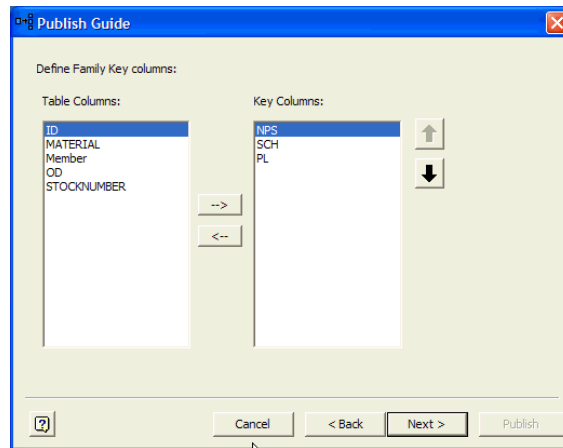 Publish Guide
Define Family Key columns:
Table Columns:
Key Columns:
ID
MATERIAL
Member
OD
STOCKNUMBER
-->
<--
NPS
SCH
PL
?
Cancel
< Back
Next >
Publish